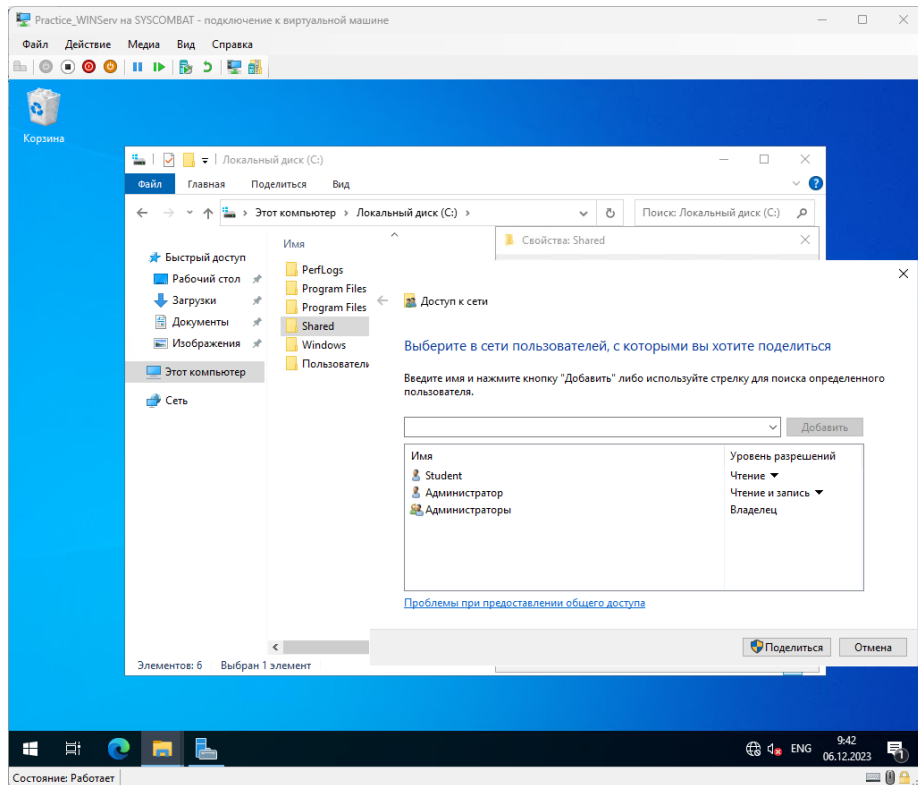 Practice_WINServ на SYSCOMBAT - подключение к виртуальной машине
Файл Действие Медиа Вид Справка
Корзина
Локальный диск (C:)
Файл Главная Поделиться Вид
Этот компьютер > Локальный диск (C:) >
Поиск: Локальный диск (C:)
Быстрый доступ
Рабочий стол
Загрузки
Документы
Изображения
Этот компьютер
Сеть
Имя
PerfLogs
Program Files
Program Files
Shared
Windows
Пользователи
Свойства: Shared
Доступ к сети
Выберите в сети пользователей, с которыми вы хотите поделиться
Введите имя и нажмите кнопку "Добавить" либо используйте стрелку для поиска определенного
пользователя.
Добавить
Имя Уровень разрешений
Student Чтение
Администратор Чтение и запись
Администраторы Владелец
Проблемы при предоставлении общего доступа
Поделиться Отмена
Элементов: 6 Выбран 1 элемент
ENG
9:42
06.12.2023
1
Состояние: Работает